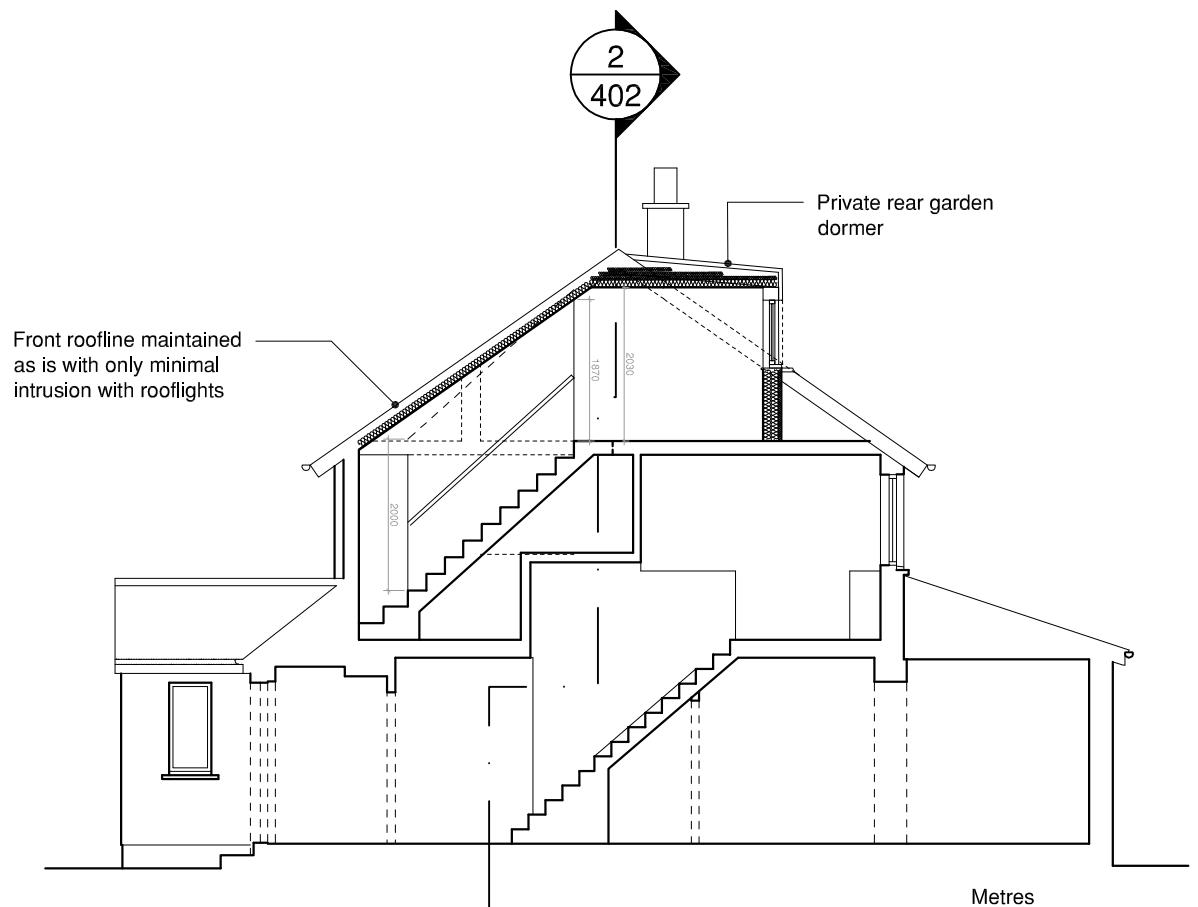 2
402
Private rear garden
dormer
Front roofline maintained
as is with only minimal
intrusion with rooflights
1870
2030
2000
Metres